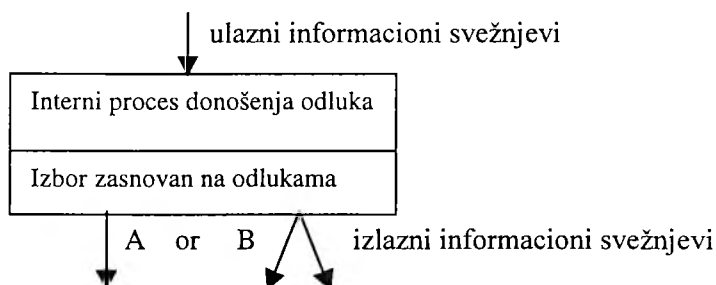 ulazni informacioni svežnjevi
Interni proces donošenja odluka
Izbor zasnovan na odlukama
A or B izlazni informacioni svežnjevi